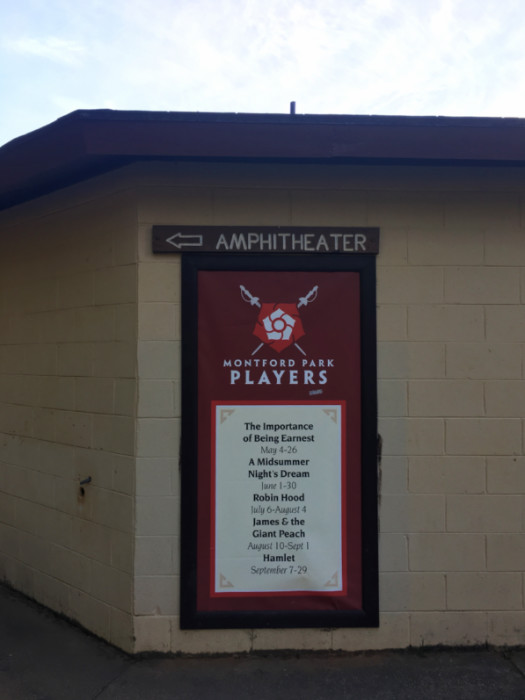 AMPHITHEATER
MONTFORD PARK
PLAYERS
The Importance
of Being Earnest
May 4-26
A Midsummer
Night's Dream
June 1-30
Robin Hood
July 6-August 4
James & the
Giant Peach
August 10-Sept 1
Hamlet
September 7-29